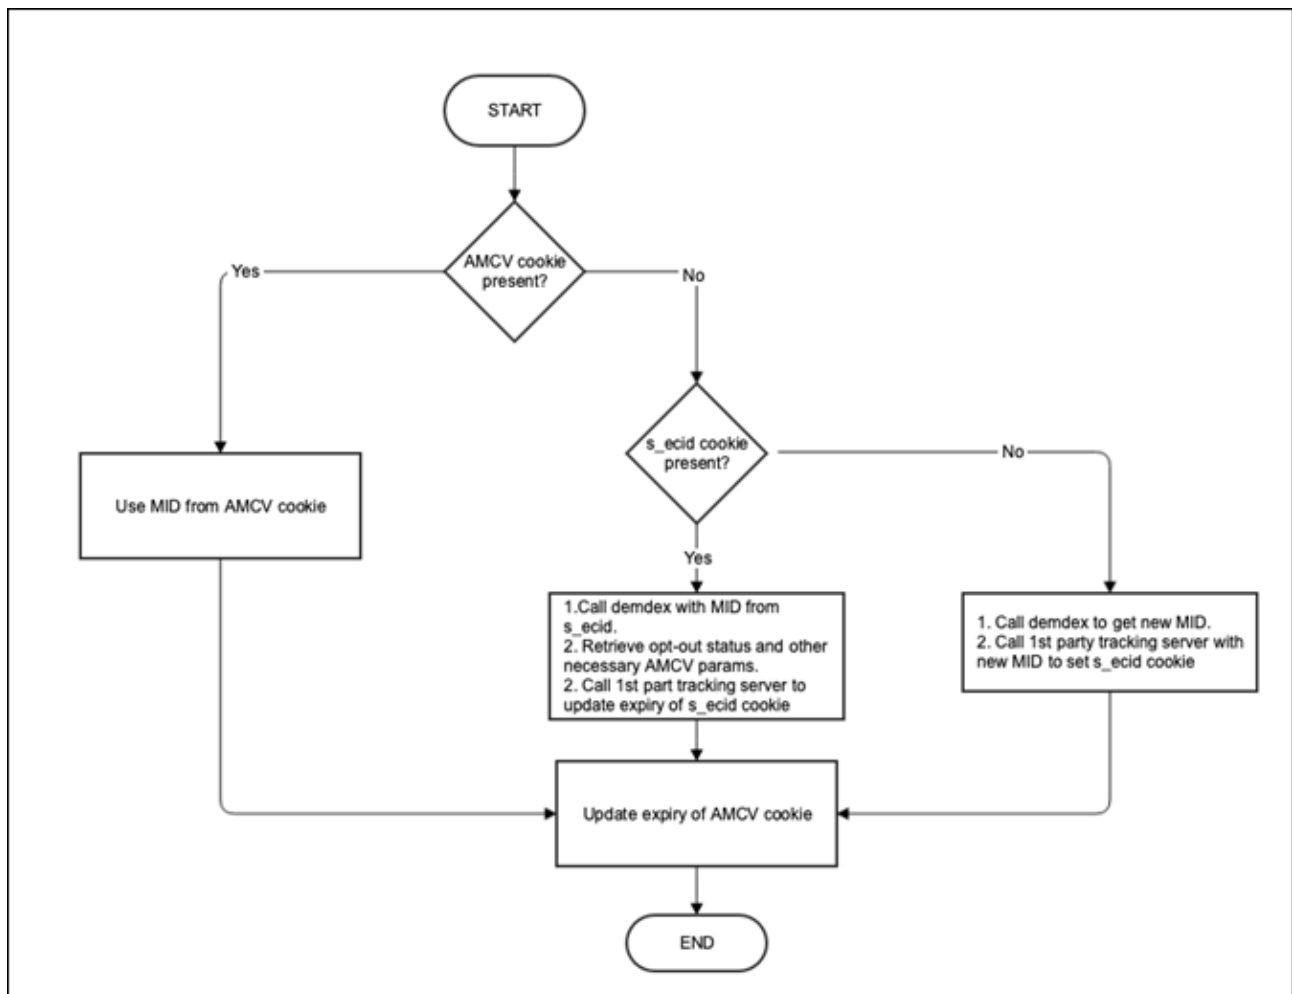 START
AMCV cookie
present?
Yes
No
s_ecid cookie
present?
No
Use MID from AMCV cookie
Yes
1.Call demdex with MID from
s_ecid.
2. Retrieve opt-out status and other
necessary AMCV params.
2. Call 1st part tracking server to
update expiry of s_ecid cookie
1. Call demdex to get new MID.
2. Call 1st party tracking server with
new MID to set s_ecid cookie
Update expiry of AMCV cookie
END